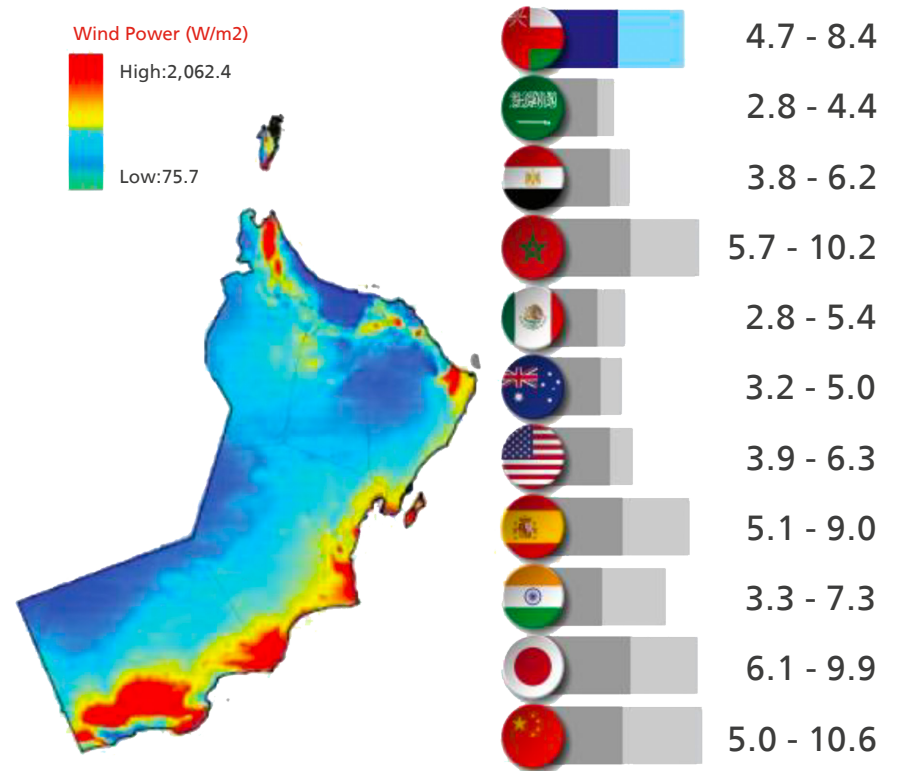 Wind Power (W/m2)
High:2,062.4
Low:75.7
4.7 - 8.4
2.8 - 4.4
3.8 - 6.2
5.7 - 10.2
2.8 - 5.4
3.2 - 5.0
3.9 - 6.3
5.1 - 9.0
3.3 - 7.3
6.1 - 9.9
5.0 - 10.6